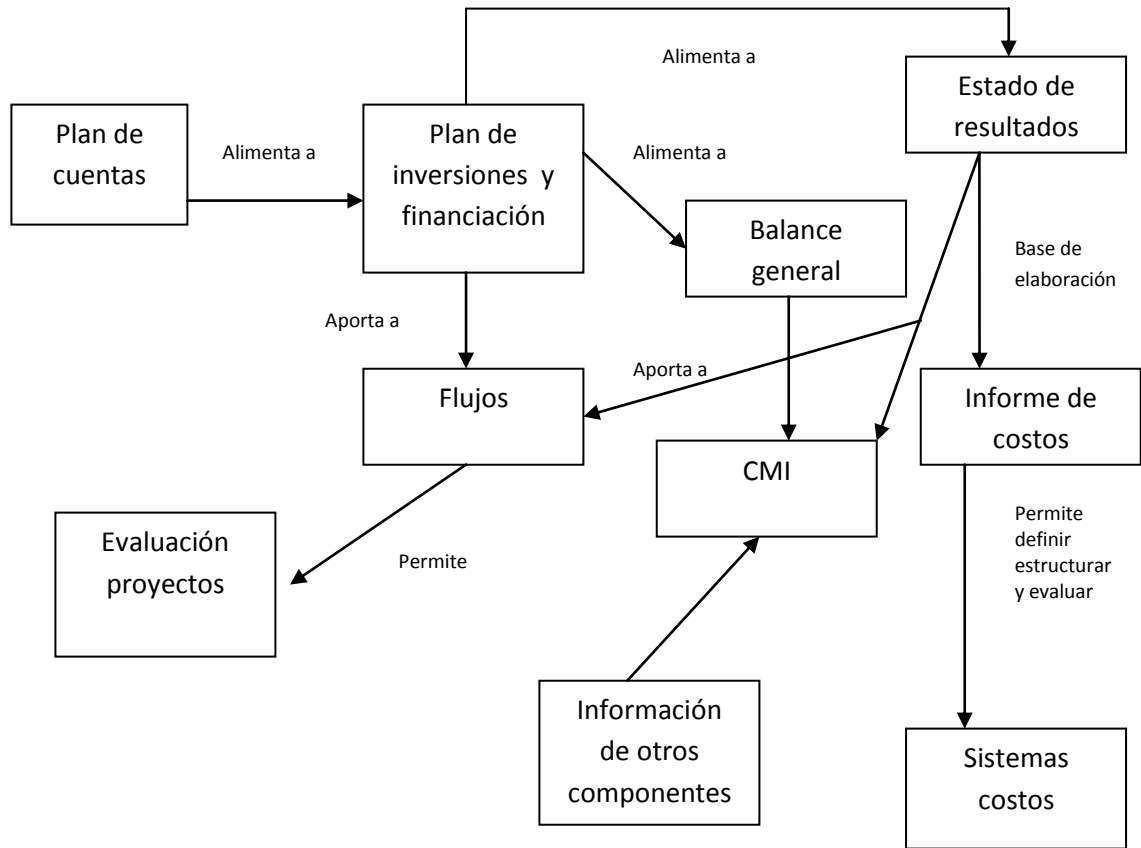 Alimenta a
Estado de
resultados
Plan de
cuentas
Alimenta a
Plan de
inversiones y
financiación
Alimenta a
Balance
general
Base de
elaboración
Aporta a
Aporta a
Flujos
Informe de
costos
CMI
Evaluación
proyectos
Permite
Permite
definir
estructurar
y evaluar
Información
de otros
componentes
Sistemas
costos